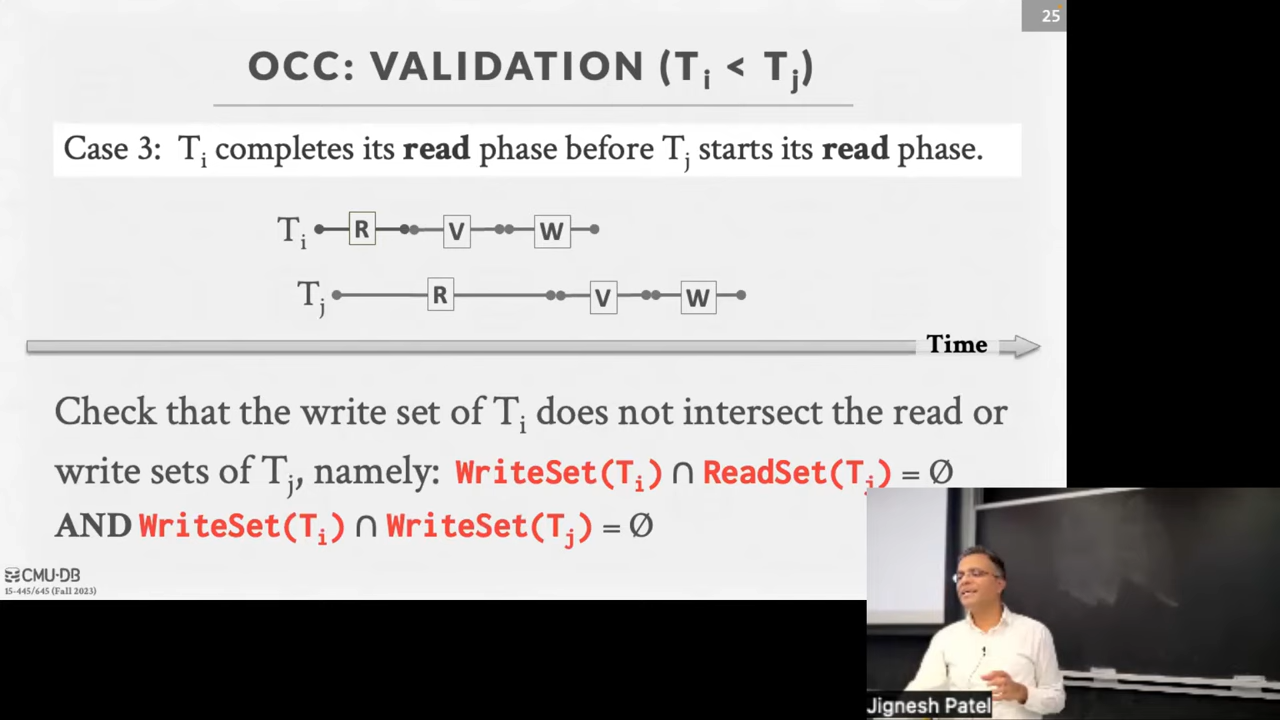 25
OCC: VALIDATION (Ti < Tj)
Case 3: Ti completes its read phase before Tj starts its read phase.
Ti R V W
Tj R V W
Time
Check that the write set of Ti does not intersect the read or
write sets of Tj, namely: WriteSet(Ti) ∩ ReadSet(Tj) = Ø
AND WriteSet(Ti) ∩ WriteSet(Tj) = Ø
CMU·DB
15-445/645 (Fall 2023)
Jignesh Patel